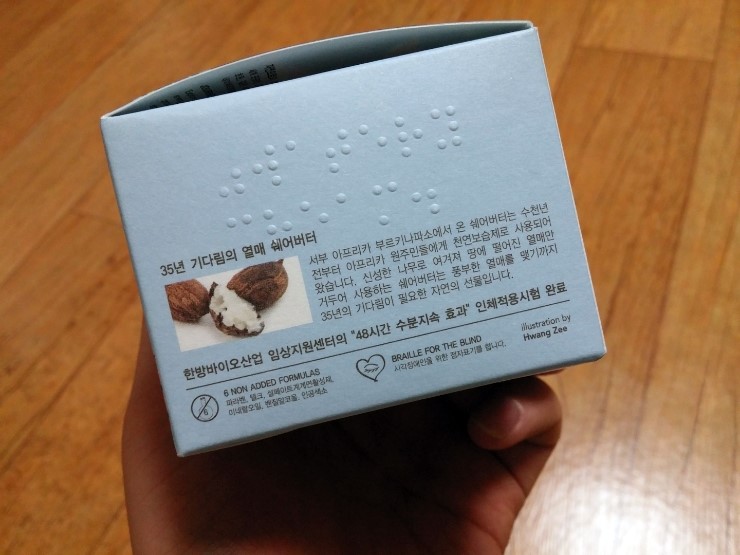 35년 기다림의 열매 쉐어버터
서부 아프리카 부르키나파소에서 온 쉐어버터는 수천년
전부터 아프리카 원주민들에게 천연보습제로 사용되어
왔습니다. 신성한 나무로 여겨져 땅에 떨어진 열매만
거두어 사용하는 쉐어버터는 풍부한 열매를 맺기까지
35년의 기다림이 필요한 자연의 선물입니다.
한방바이오산업 임상지원센터의 "48시간 수분지속 효과" 인체적용시험 완료
6 NON ADDED FORMULAS
파라벤, 탈크, 설페이트계계면활성제,
미네랄오일, 벤질알코올, 인공색소
BRAILLE FOR THE BLIND
시각장애인을 위한 점자표기를 합니다.
illustration by
Hwang Zee